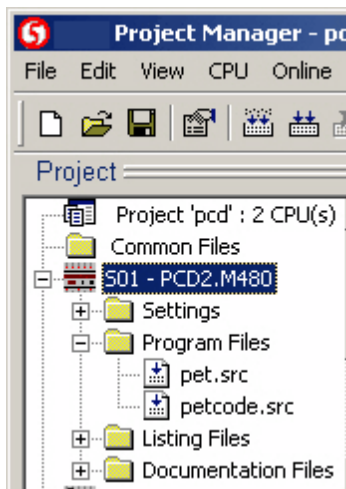 Project Manager - pc
File Edit View CPU Online
Project
Project 'pcd' : 2 CPU(s)
Common Files
S01 - PCD2.M480
Settings
Program Files
pet.src
petcode.src
Listing Files
Documentation Files